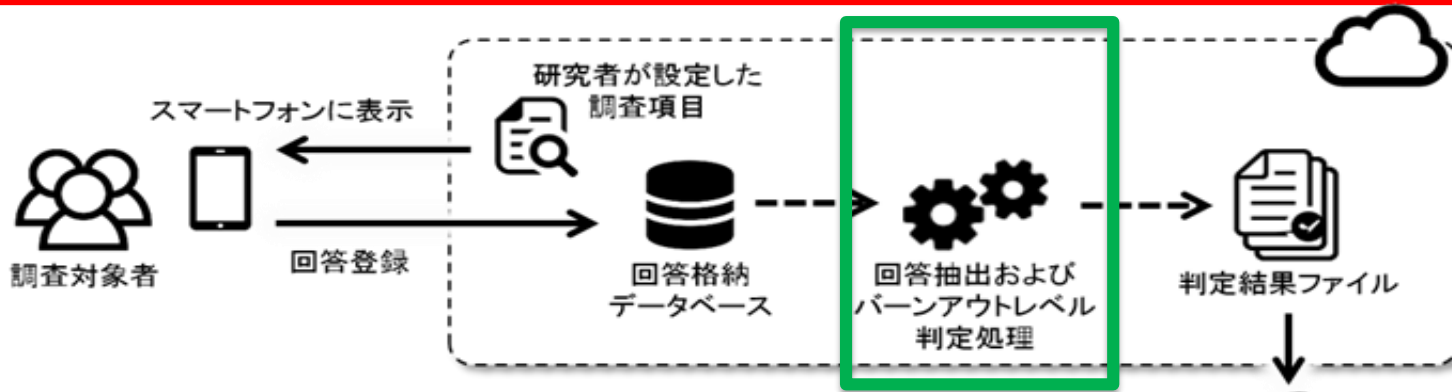 研究者が設定した
調査項目
スマートフォンに表示
回答登録
調査対象者
回答格納
データベース
回答抽出および
バーンアウトレベル
判定処理
判定結果ファイル